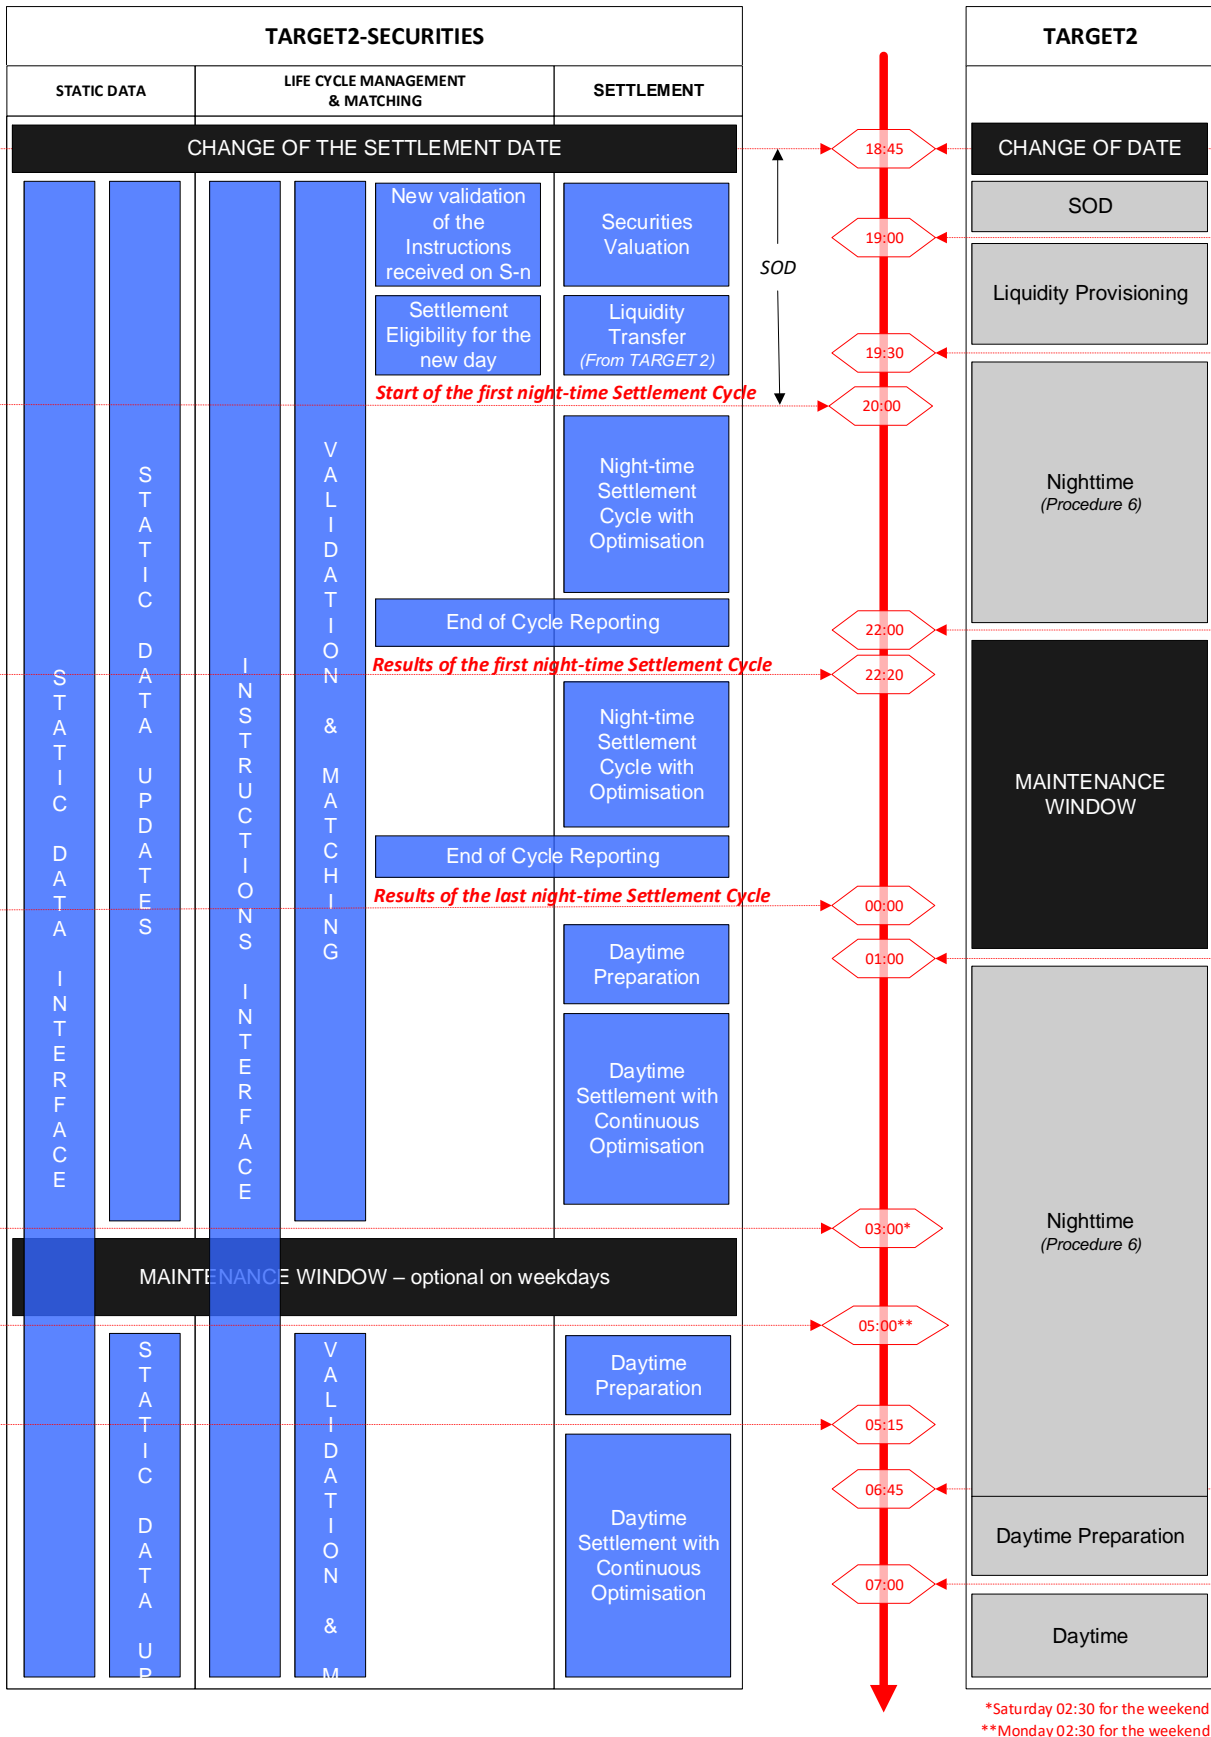 TARGET2-SECURITIES
TARGET2
STATIC DATA
LIFE CYCLE MANAGEMENT
& MATCHING
SETTLEMENT
CHANGE OF THE SETTLEMENT DATE
18:45
CHANGE OF DATE
New validation
of the
Instructions
received on S-n
Securities
Valuation
SOD
19:00
SOD
Liquidity Provisioning
Settlement
Eligibility for the
new day
Liquidity
Transfer
(From TARGET 2)
19:30
Start of the first night-time Settlement Cycle
20:00
STATIC DATA INTERFACE
STATIC DATA UPDATES
INSTRUCTIONS INTERFACE
VALIDATION & MATCHING
Night-time
Settlement
Cycle with
Optimisation
Nighttime
(Procedure 6)
End of Cycle Reporting
22:00
Results of the first night-time Settlement Cycle
22:20
Night-time
Settlement
Cycle with
Optimisation
MAINTENANCE
WINDOW
End of Cycle Reporting
Results of the last night-time Settlement Cycle
00:00
Daytime
Preparation
01:00
Daytime
Settlement with
Continuous
Optimisation
03:00*
Nighttime
(Procedure 6)
MAINTENANCE WINDOW – optional on weekdays
05:00**
STATIC DATA UP
VALIDATION & M
Daytime
Preparation
05:15
06:45
Daytime
Settlement with
Continuous
Optimisation
Daytime Preparation
07:00
Daytime
*Saturday 02:30 for the weekend
**Monday 02:30 for the weekend